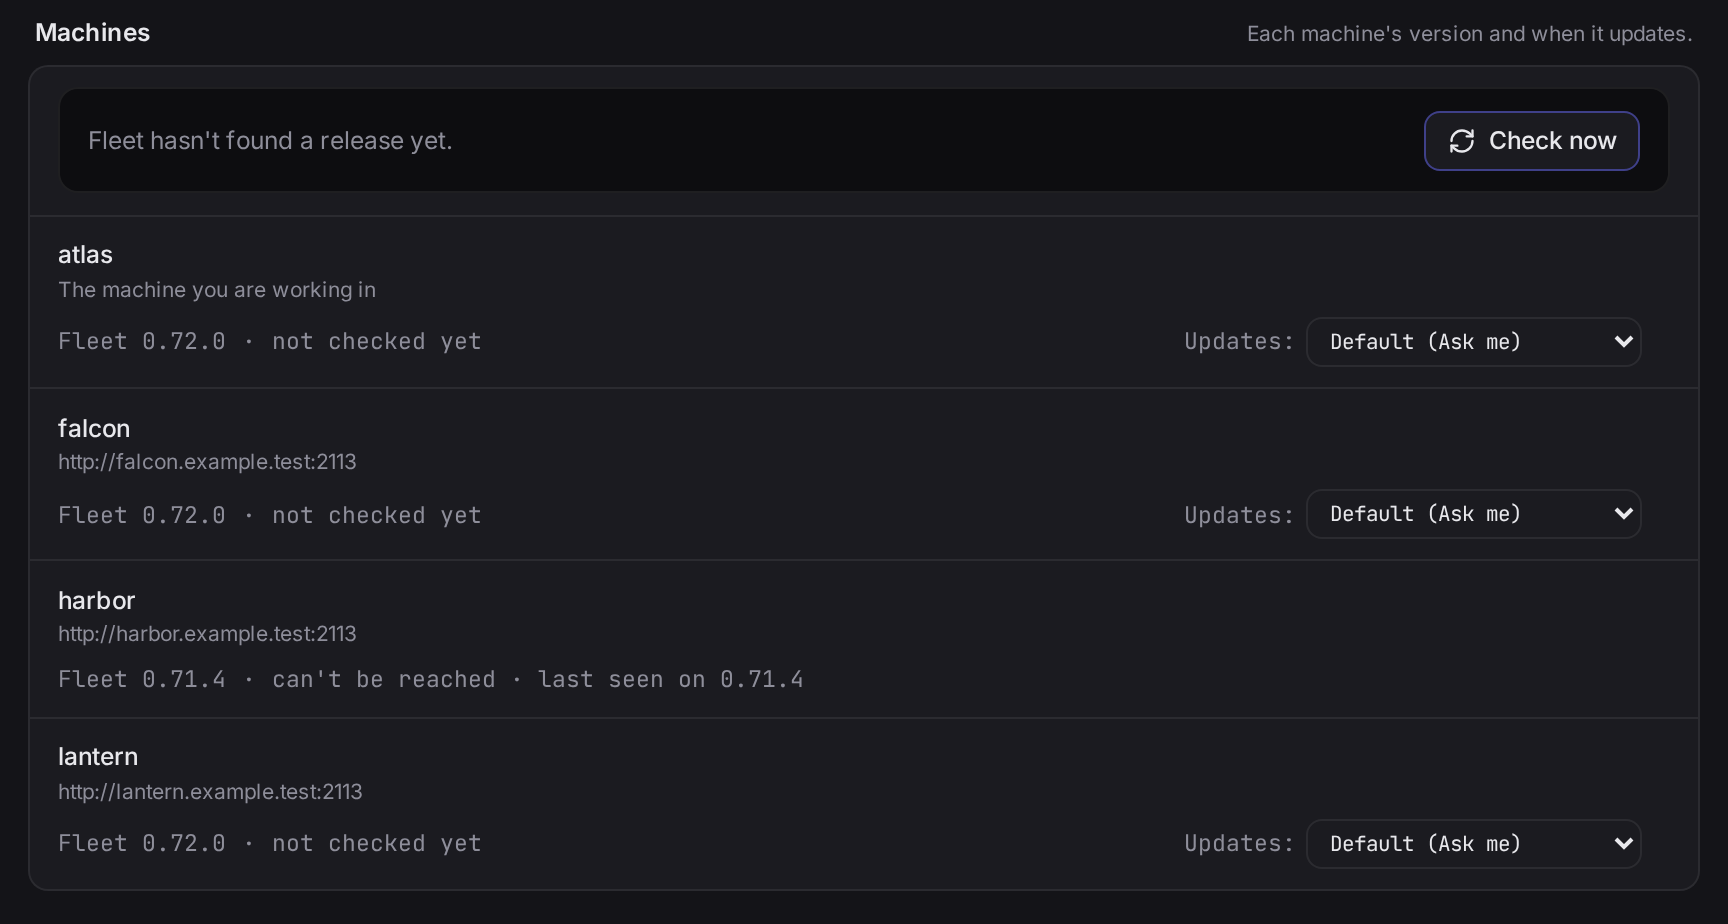 Machines
Each machine's version and when it updates.
Fleet hasn't found a release yet.
Check now
atlas
The machine you are working in
Fleet 0.72.0 · not checked yet
Updates: Default (Ask me)
falcon
http://falcon.example.test:2113
Fleet 0.72.0 · not checked yet
Updates: Default (Ask me)
harbor
http://harbor.example.test:2113
Fleet 0.71.4 · can't be reached · last seen on 0.71.4
lantern
http://lantern.example.test:2113
Fleet 0.72.0 · not checked yet
Updates: Default (Ask me)